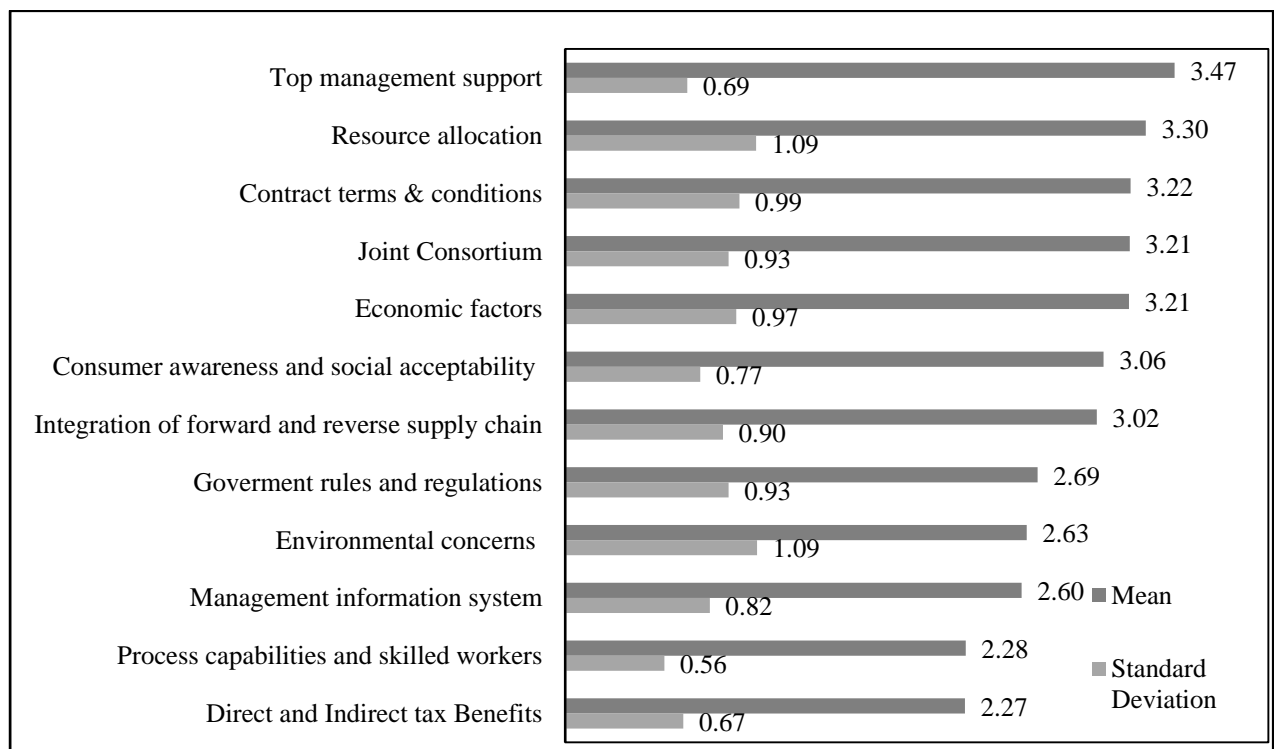 Top management support
3.47
0.69
Resource allocation
3.30
1.09
Contract terms & conditions
3.22
0.99
Joint Consortium
3.21
0.93
Economic factors
3.21
0.97
Consumer awareness and social acceptability
3.06
0.77
Integration of forward and reverse supply chain
3.02
0.90
Goverment rules and regulations
2.69
0.93
Environmental concerns
2.63
1.09
Management information system
2.60
0.82
Process capabilities and skilled workers
2.28
0.56
Direct and Indirect tax Benefits
2.27
0.67
Mean
Standard
Deviation